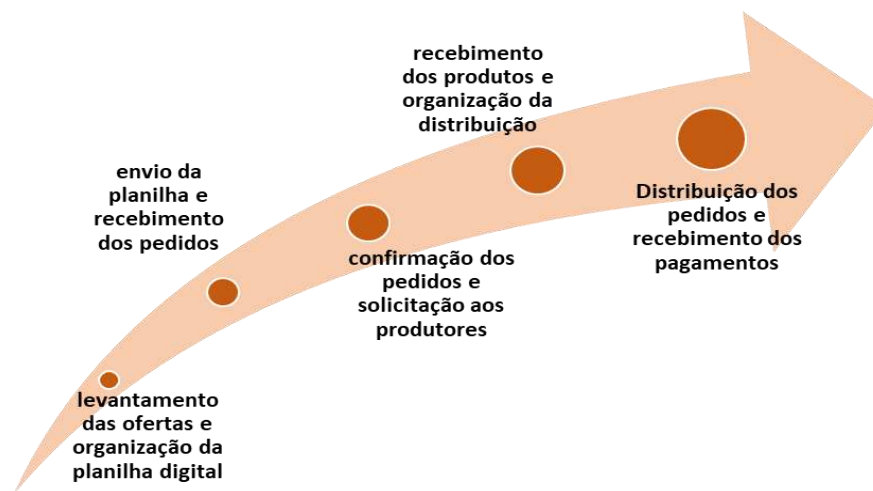 levantamento
das ofertas e
organização da
planilha digital
envio da
planilha e
recebimento
dos pedidos
confirmação dos
pedidos e
solicitação aos
produtores
recebimento
dos produtos e
organização da
distribuição
Distribuição dos
pedidos e
recebimento dos
pagamentos